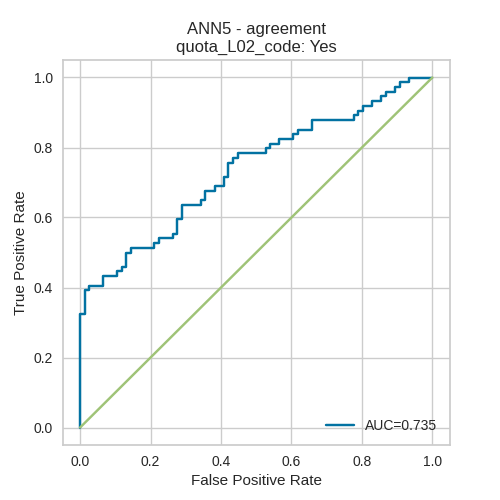 ANN5 - agreement
quota_L02_code: Yes
1.0
0.8
0.6
0.4
0.2
0.0
True Positive Rate
AUC=0.735
0.0 0.2 0.4 0.6 0.8 1.0
False Positive Rate